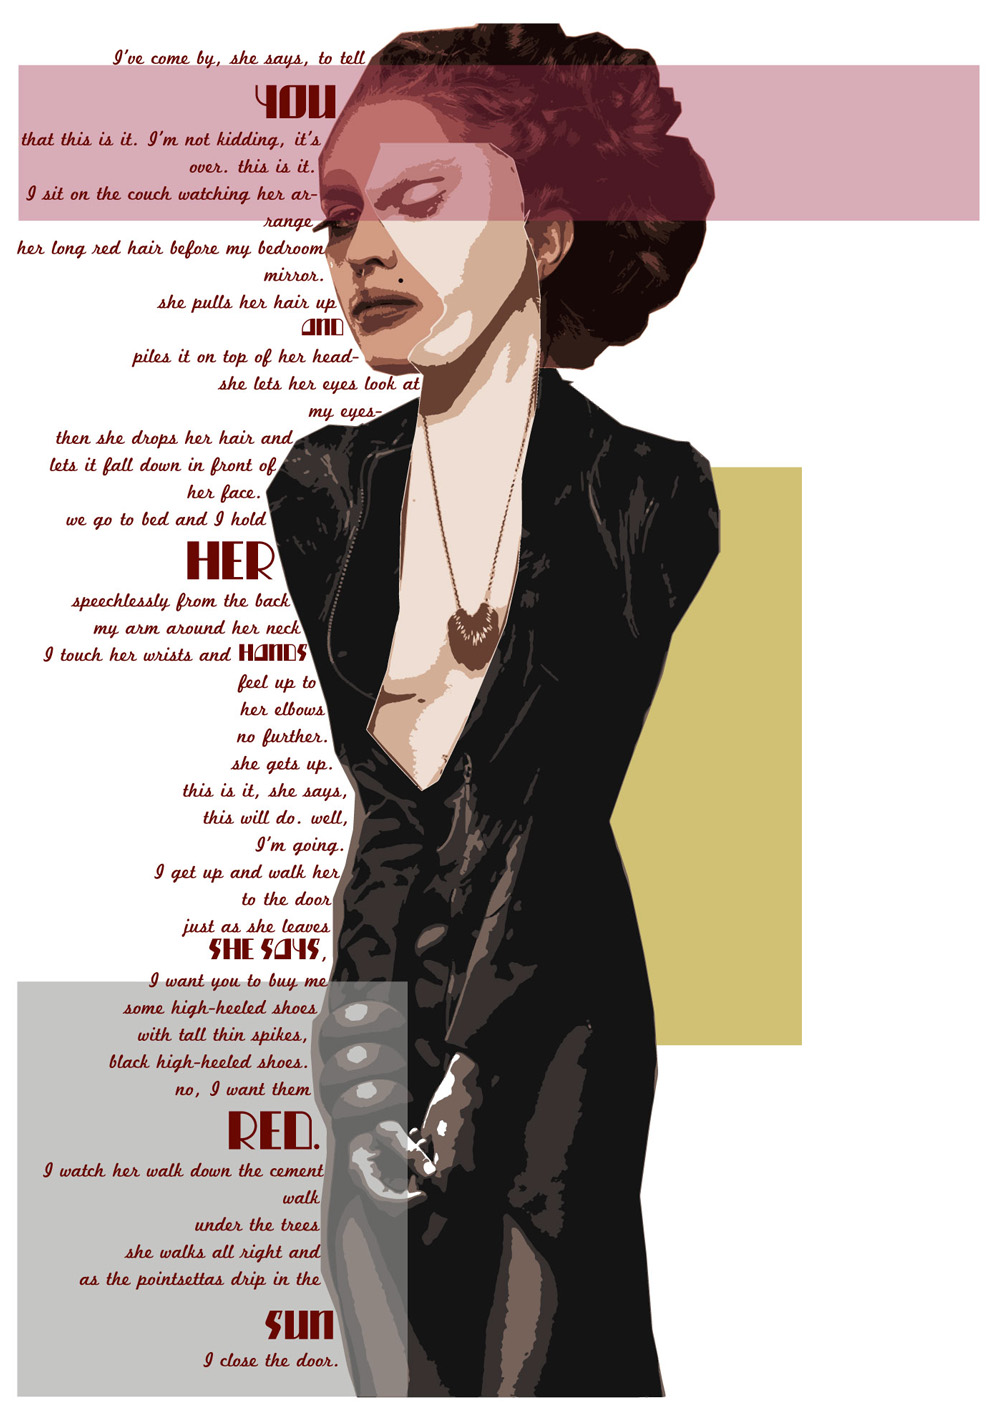 I've come by, she says, to tell
YOU
that this is it. I'm not kidding, it's
over. this is it.
I sit on the couch watching her ar-
range
her long red hair before my bedroom
mirror.
she pulls her hair up
AND
piles it on top of her head-
she lets her eyes look at
my eyes-
then she drops her hair and
lets it fall down in front of
her face.
we go to bed and I hold
HER
speechlessly from the back
my arm around her neck
I touch her wrists and HANDS
feel up to
her elbows
no further.
she gets up.
this is it, she says,
this will do. well,
I'm going.
I get up and walk her
to the door
just as she leaves
SHE SAYS,
I want you to buy me
some high-heeled shoes
with tall thin spikes,
black high-heeled shoes.
no, I want them
RED.
I watch her walk down the cement
walk
under the trees
she walks all right and
as the pointsettas drip in the
SUN
I close the door.